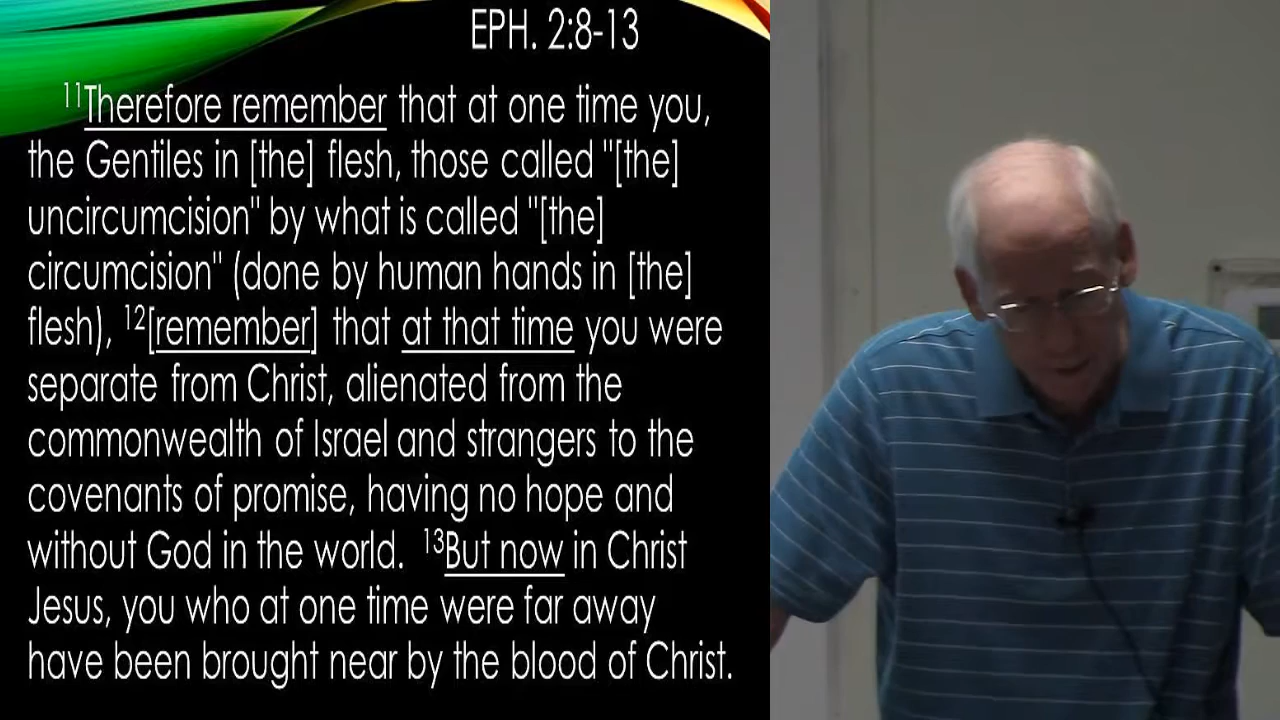 EPH. 2:8-13
¹¹Therefore remember that at one time you,
the Gentiles in [the] flesh, those called "[the]
uncircumcision" by what is called "[the]
circumcision" (done by human hands in [the]
flesh), ¹²[remember] that at that time you were
separate from Christ, alienated from the
commonwealth of Israel and strangers to the
covenants of promise, having no hope and
without God in the world. ¹³But now in Christ
Jesus, you who at one time were far away
have been brought near by the blood of Christ.